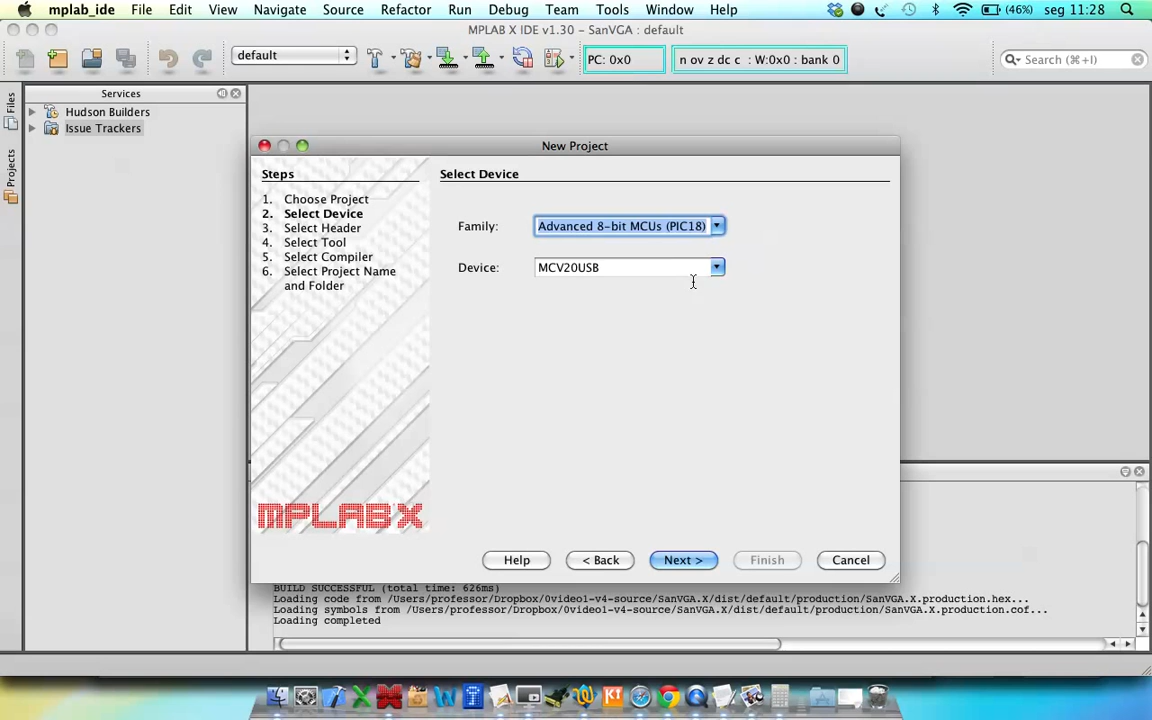 mplab_ide File Edit View Navigate Source Refactor Run Debug Team Tools Window Help (46%) seg 11:28
MPLAB X IDE v1.30 - SanVGA : default
default PC: 0x0 n ov z dc c : W:0x0 : bank 0 Search (⌘+I)
Files
Projects
Services
Hudson Builders
Issue Trackers
New Project
Steps
1. Choose Project
2. Select Device
3. Select Header
4. Select Tool
5. Select Compiler
6. Select Project Name
and Folder
MPLAB X
Select Device
Family: Advanced 8-bit MCUs (PIC18)
Device: MCV20USB
Help < Back Next > Finish Cancel
BUILD SUCCESSFUL (total time: 626ms)
Loading code from /Users/professor/Dropbox/0video1-v4-source/SanVGA.X/dist/default/production/SanVGA.X.production.hex...
Loading symbols from /Users/professor/Dropbox/0video1-v4-source/SanVGA.X/dist/default/production/SanVGA.X.production.cof...
Loading completed